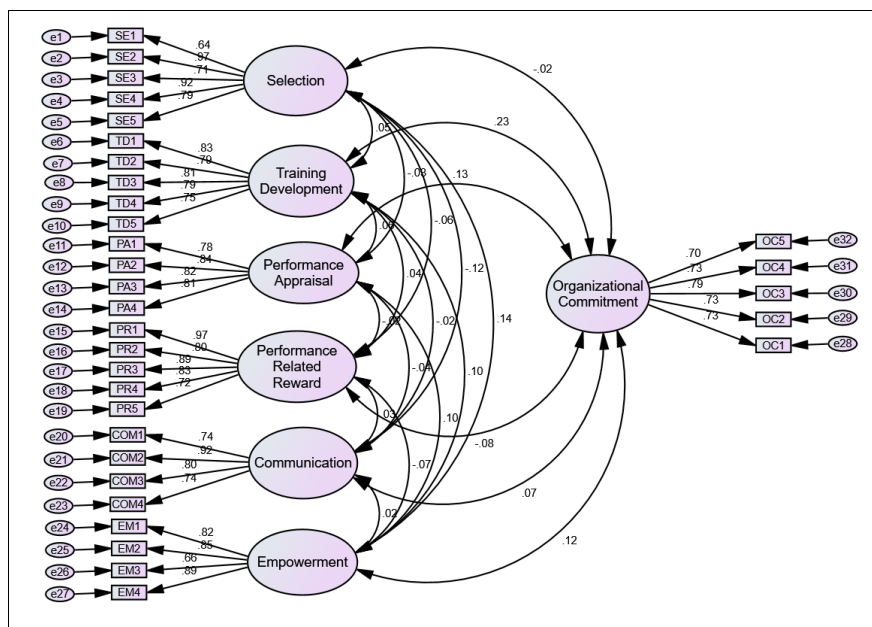 e1 SE1 .64
e2 SE2 .97
e3 SE3 .71
e4 SE4 .92
e5 SE5 .79
Selection
e6 TD1 .83
e7 TD2 .79
e8 TD3 .81
e9 TD4 .79
e10 TD5 .75
Training
Development
e11 PA1 .78
e12 PA2 .84
e13 PA3 .82
e14 PA4 .81
Performance
Appraisal
e15 PR1 .97
e16 PR2 .80
e17 PR3 .89
e18 PR4 .83
e19 PR5 .72
Performance
Related
Reward
e20 COM1 .74
e21 COM2 .92
e22 COM3 .80
e23 COM4 .74
Communication
e24 EM1 .82
e25 EM2 .85
e26 EM3 .66
e27 EM4 .89
Empowerment
-.02
.23
.05
.13
-.06
.04
-.12
-.02
.14
-.04
.10
.10
.03
-.08
-.07
.07
.02
.12
Organizational
Commitment
.70 OC5 e32
.73 OC4 e31
.79 OC3 e30
.73 OC2 e29
.73 OC1 e28